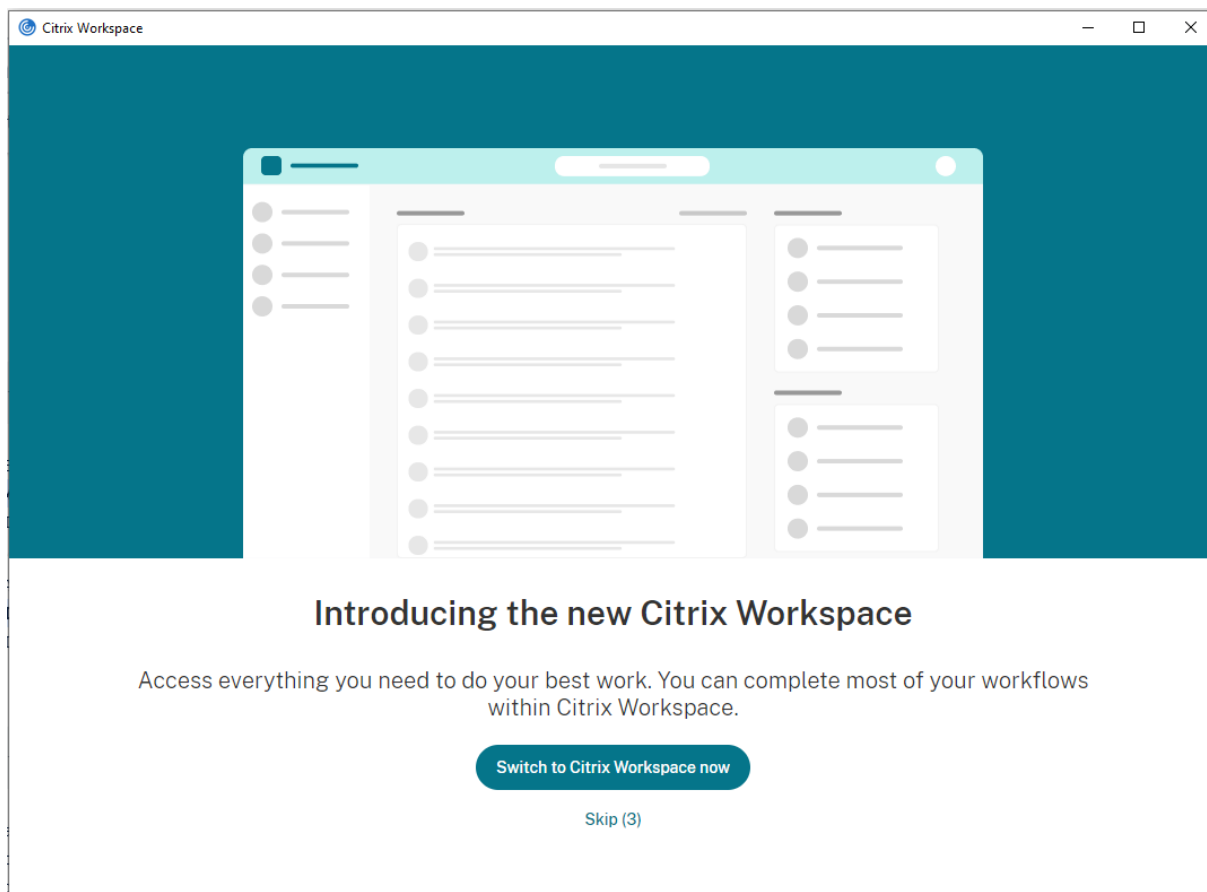 Citrix Workspace
Introducing the new Citrix Workspace
Access everything you need to do your best work. You can complete most of your workflows
within Citrix Workspace.
Switch to Citrix Workspace now
Skip (3)